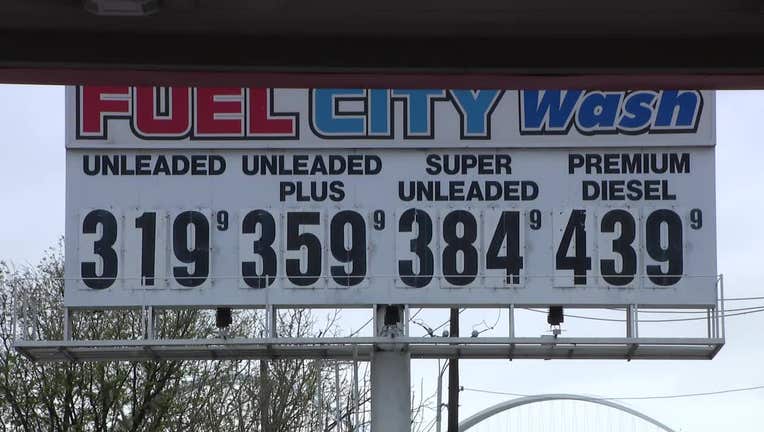 FUEL CITY Wash
UNLEADED UNLEADED PLUS SUPER UNLEADED PREMIUM DIESEL
319 9 359 9 384 9 439 9